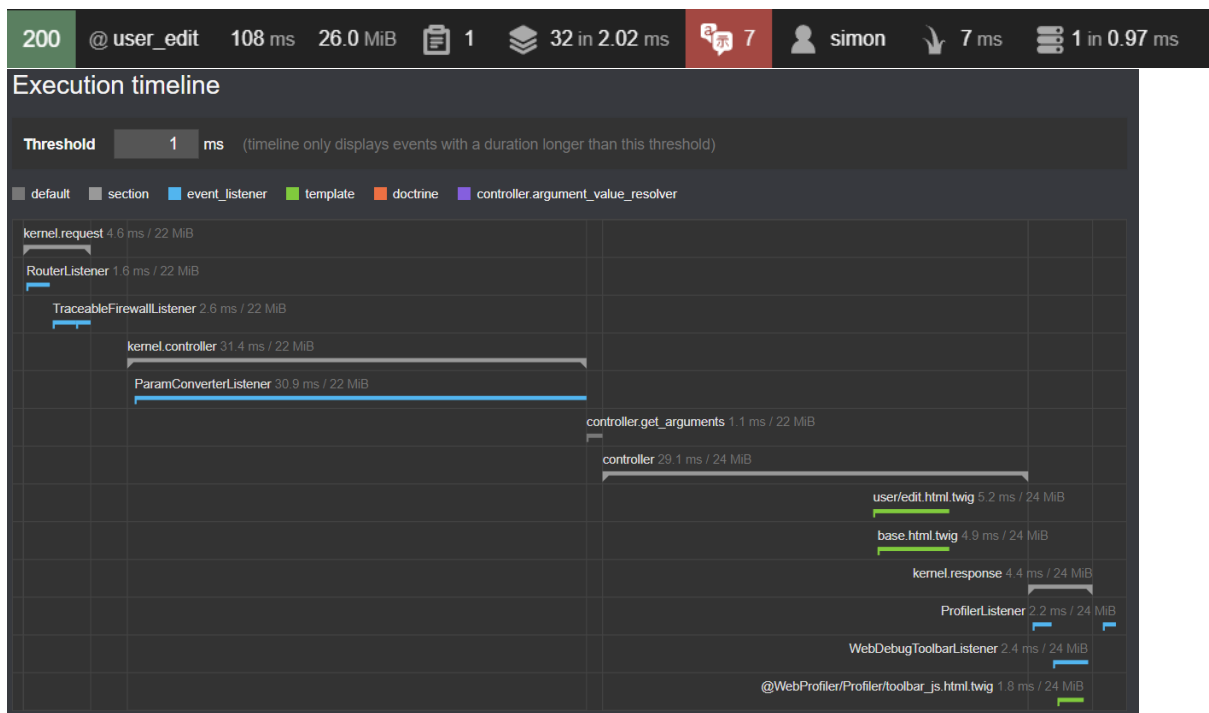 200 @ user_edit 108 ms 26.0 MiB 1 32 in 2.02 ms 7 simon 7 ms 1 in 0.97 ms
Execution timeline
Threshold 1 ms (timeline only displays events with a duration longer than this threshold)
default section event_listener template doctrine controller.argument_value_resolver
kernel.request 4.6 ms / 22 MiB
RouterListener 1.6 ms / 22 MiB
TraceableFirewallListener 2.6 ms / 22 MiB
kernel.controller 31.4 ms / 22 MiB
ParamConverterListener 30.9 ms / 22 MiB
controller.get_arguments 1.1 ms / 22 MiB
controller 29.1 ms / 24 MiB
user/edit.html.twig 5.2 ms / 24 MiB
base.html.twig 4.9 ms / 24 MiB
kernel.response 4.4 ms / 24 MiB
ProfilerListener 2.2 ms / 24 MiB
WebDebugToolbarListener 2.4 ms / 24 MiB
@WebProfiler/Profiler/toolbar_js.html.twig 1.8 ms / 24 MiB